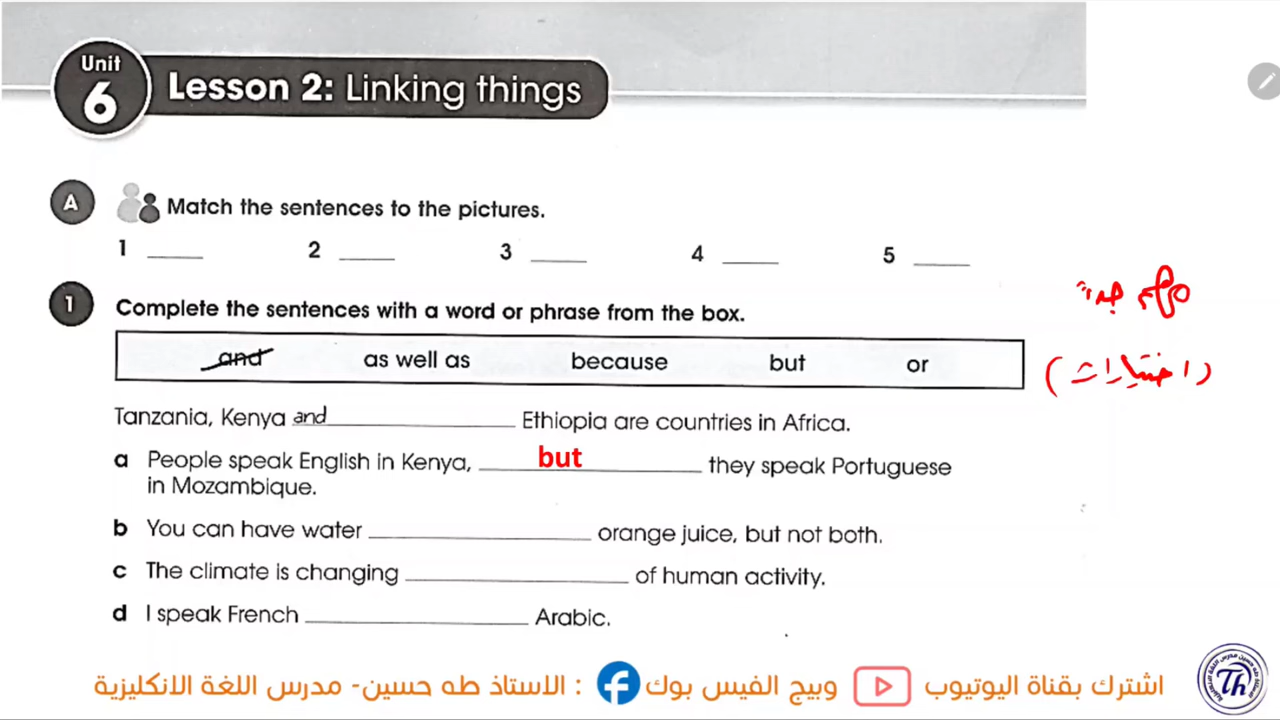 Unit
6
Lesson 2: Linking things
A Match the sentences to the pictures.
1 ____ 2 ____ 3 ____ 4 ____ 5 ____
1 Complete the sentences with a word or phrase from the box.
and as well as because but or
Tanzania, Kenya and ____ Ethiopia are countries in Africa.
a People speak English in Kenya, but they speak Portuguese
in Mozambique.
b You can have water ____ orange juice, but not both.
c The climate is changing ____ of human activity.
d I speak French ____ Arabic.
مهم جدا
(اختبارات)
اشترك بقناة اليوتيوب وبيج الفيس بوك : الاستاذ طه حسين- مدرس اللغة الانكليزية
Th